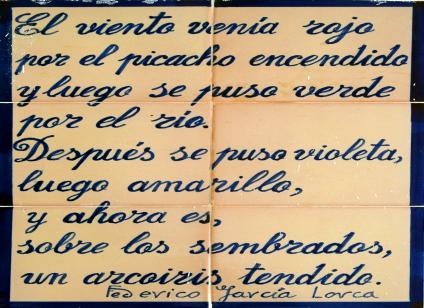 El viento venía rojo
por el picacho encendido
y luego se puso verde
por el río.
Después se puso violeta,
luego amarillo,
y ahora es,
sobre los sembrados,
un arcoiris tendido.
Federico García Lorca